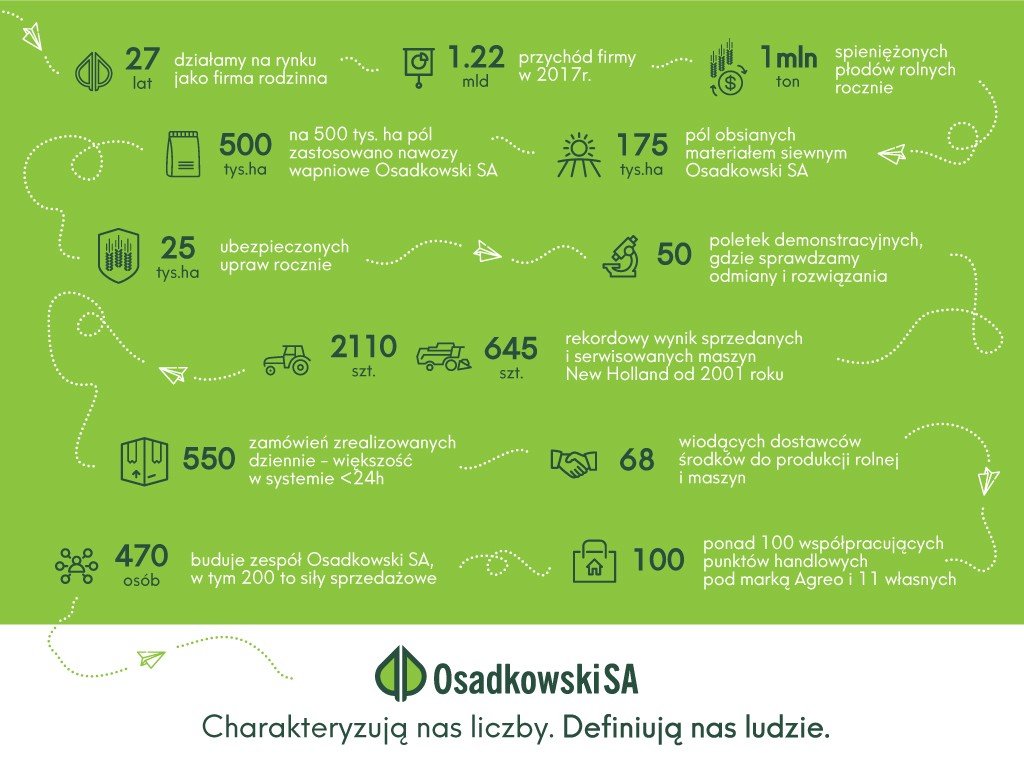 27
lat
działamy na rynku
jako firma rodzinna
1.22
mld
przychód firmy
w 2017r.
1mln
ton
spieniężonych
płodów rolnych
rocznie
500
tys.ha
na 500 tys. ha pól
zastosowano nawozy
wapniowe Osadkowski SA
175
tys.ha
pól obsianych
materiałem siewnym
Osadkowski SA
25
tys.ha
ubezpieczonych
upraw rocznie
50
poletek demonstracyjnych,
gdzie sprawdzamy
odmiany i rozwiązania
2110
szt.
645
szt.
rekordowy wynik sprzedanych
i serwisowanych maszyn
New Holland od 2001 roku
550
zamówień zrealizowanych
dziennie - większość
w systemie <24h
68
wiodących dostawców
środków do produkcji rolnej
i maszyn
470
osób
buduje zespół Osadkowski SA,
w tym 200 to siły sprzedażowe
100
ponad 100 współpracujących
punktów handlowych
pod marką Agreo i 11 własnych
Osadkowski SA
Charakteryzują nas liczby. Definiują nas ludzie.